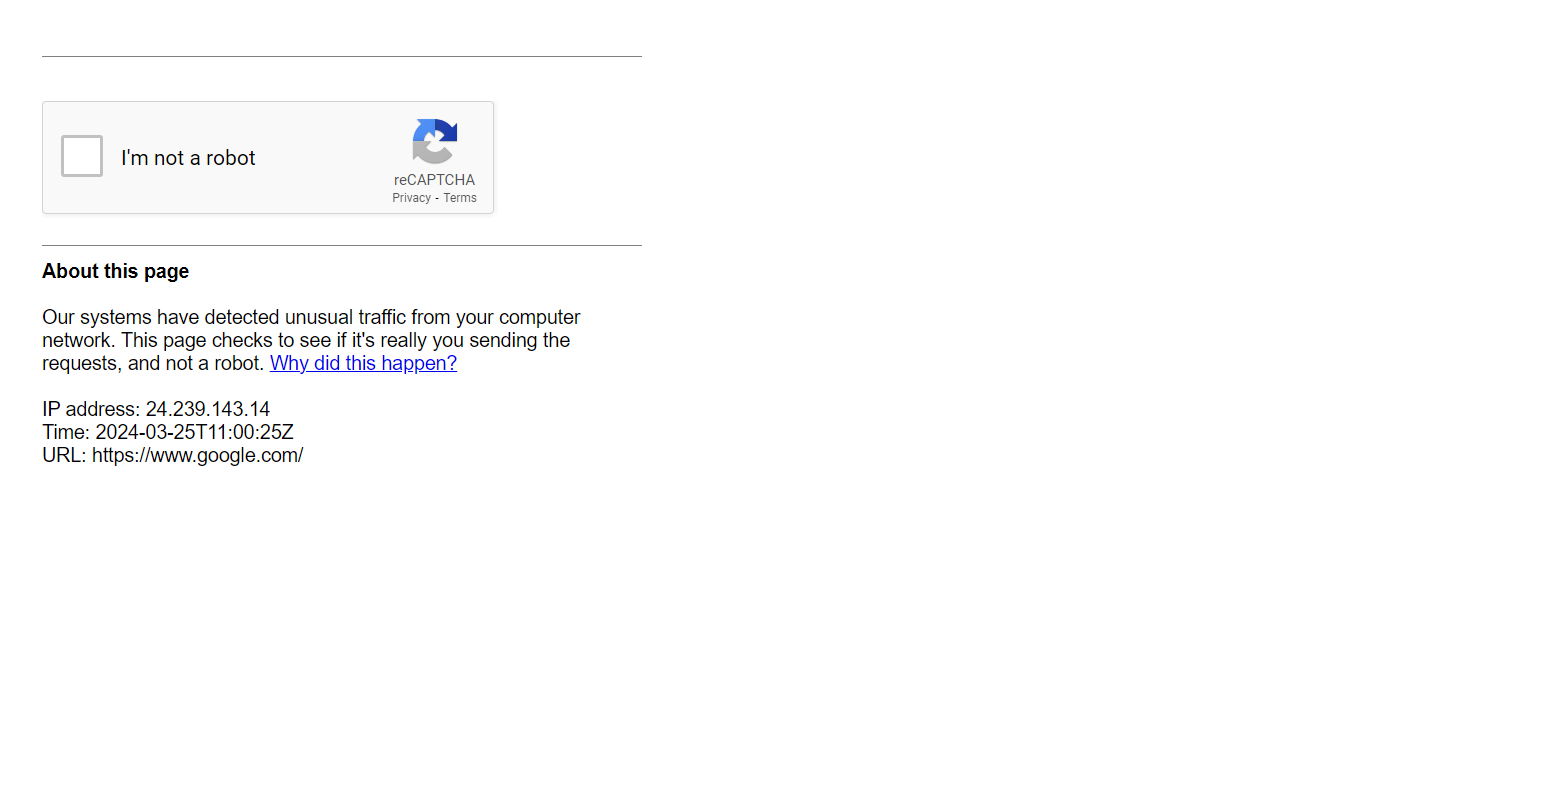 I'm not a robot
reCAPTCHA
Privacy - Terms
About this page
Our systems have detected unusual traffic from your computer
network. This page checks to see if it's really you sending the
requests, and not a robot. Why did this happen?
IP address: 24.239.143.14
Time: 2024-03-25T11:00:25Z
URL: https://www.google.com/